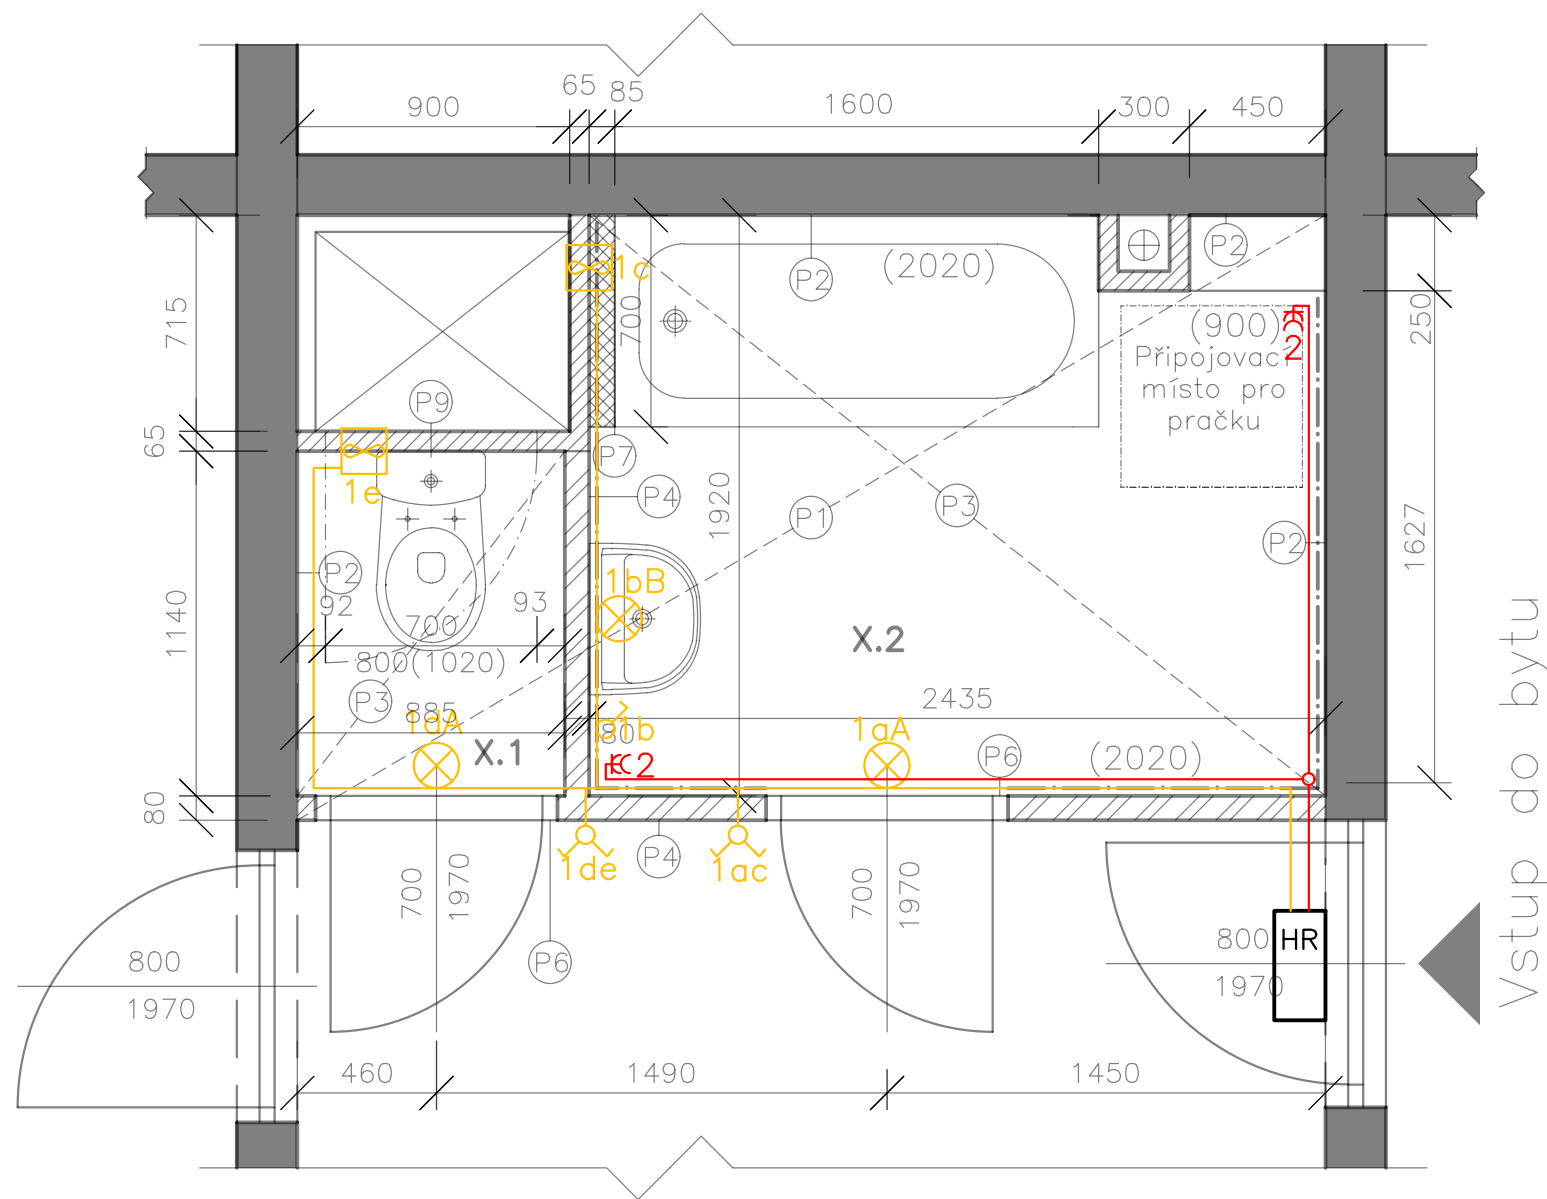 900
65
85
1600
300
450
P2
P2
(2020)
1c
700
715
250
(900)
2
Připojovací
místo pro
pračku
P9
65
P7
1e
P4
1920
P1
P3
P2
1627
P2
92
93
1140
1bB
700
X.2
800(1020)
P3
885
2435
1dA
1b
1aA
80
X.1
2
P6
(2020)
80
1de
P4
1ac
700
1970
700
1970
800
1970
P6
800
HR
1970
Vstup do bytu
460
1490
1450